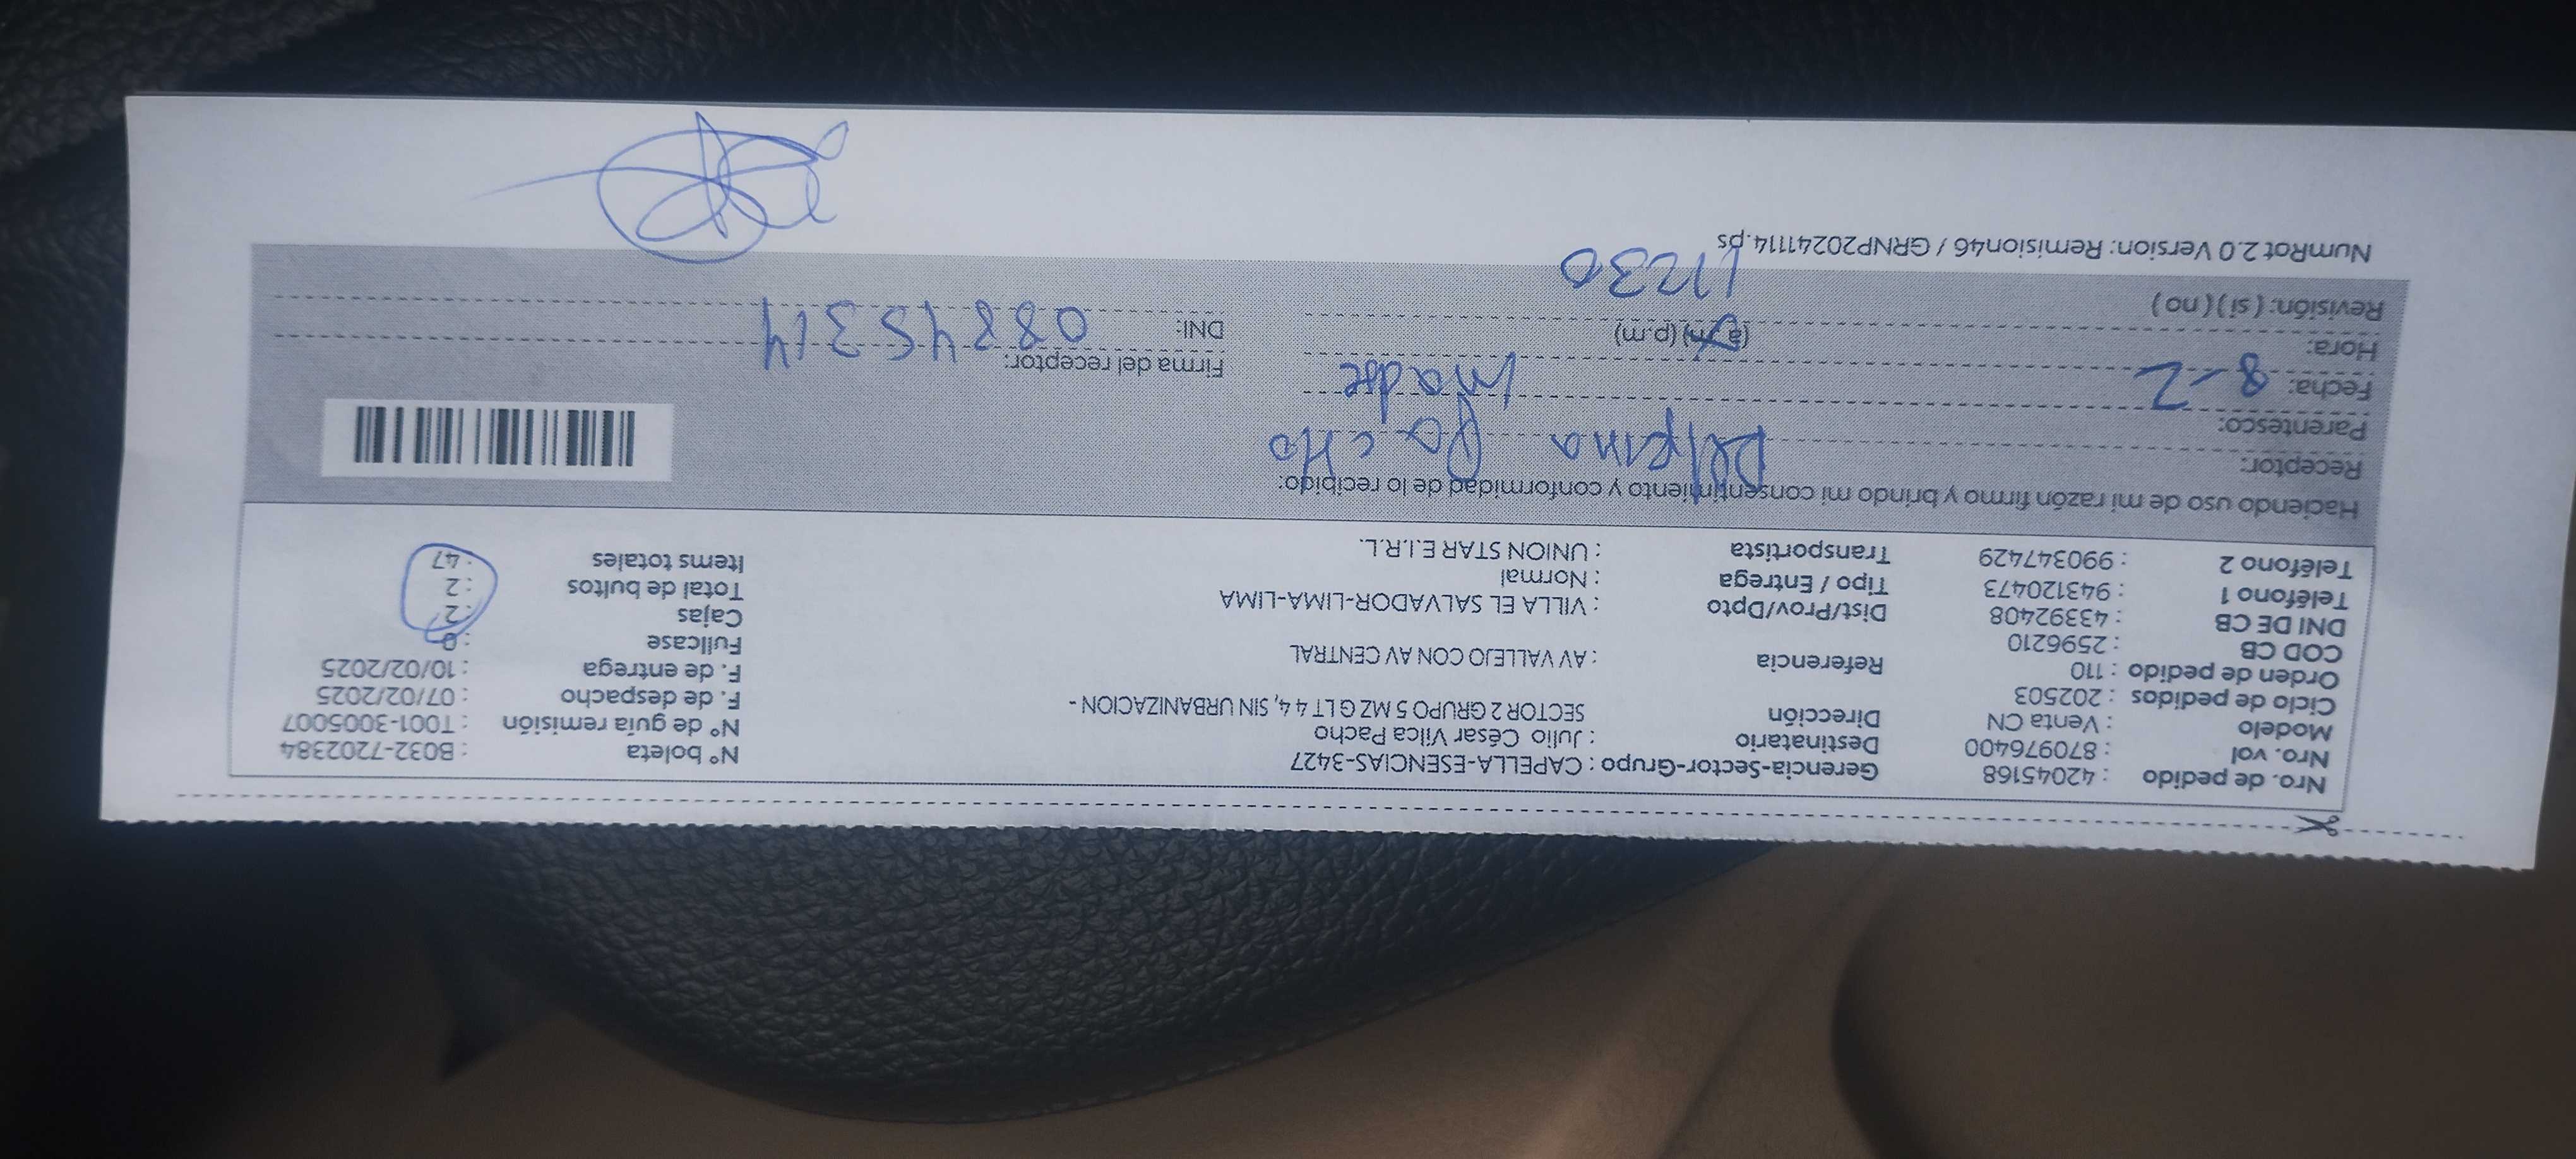 Nro. de pedido : 42045168 Gerencia-Sector-Grupo : CAPELLA-ESENCIAS-3427 N° boleta : B032-7202384
Nro. vol : 870976400 Destinatario : Julio César Vilca Pacho N° de guía remisión : T001-3005007
Modelo : Venta CN Dirección SECTOR 2 GRUPO 5 MZ G LT 4 4, SIN URBANIZACION - F. de despacho : 07/02/2025
Ciclo de pedidos : 202503 F. de entrega : 10/02/2025
Orden de pedido : 110 Referencia : AV VALLEJO CON AV CENTRAL Fullcase : 0
COD CB : 2596210 Cajas : 2
DNI DE CB : 43392408 Dist/Prov/Dpto : VILLA EL SALVADOR-LIMA-LIMA Total de bultos : 2
Teléfono 1 : 943120473 Tipo / Entrega : Normal Items totales : 47
Teléfono 2 : 990347429 Transportista : UNION STAR E.I.R.L.
Haciendo uso de mi razón firmo y brindo mi consentimiento y conformidad de lo recibido:
Receptor: Delfina Pacho
Parentesco: Madre
Fecha: 8-2 Firma del receptor:
Hora: (a.m) (p.m) DNI: 08845314
Revisión: ( si ) ( no ) 11230
NumRot 2.0 Version: Remision46 / GRNP20241114.ps